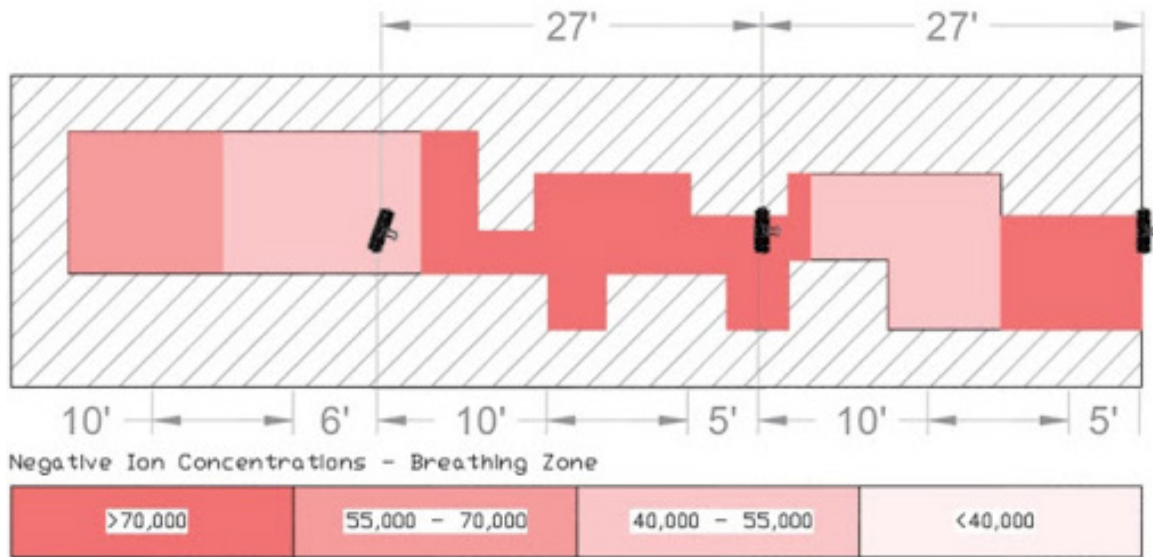 27' 27'
10' 6' 10' 5' 10' 5'
Negative Ion Concentrations - Breathing Zone
>70,000 55,000 - 70,000 40,000 - 55,000 <40,000